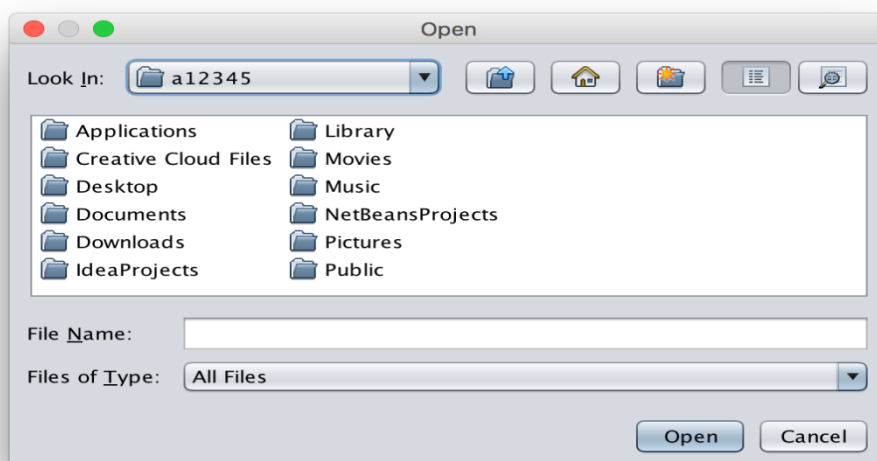 Open
Look In: a12345
Applications Library
Creative Cloud Files Movies
Desktop Music
Documents NetBeansProjects
Downloads Pictures
IdeaProjects Public
File Name:
Files of Type: All Files
Open Cancel